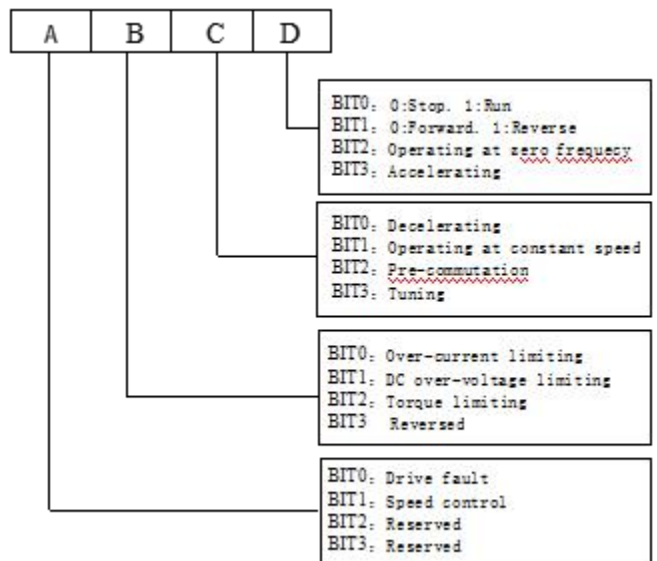 A B C D
BIT0: 0:Stop. 1:Run
BIT1: 0:Forward. 1:Reverse
BIT2: Operating at zero frequecy
BIT3: Accelerating
BIT0: Decelerating
BIT1: Operating at constant speed
BIT2: Pre-commutation
BIT3: Tuning
BIT0: Over-current limiting
BIT1: DC over-voltage limiting
BIT2: Torque limiting
BIT3 Reversed
BIT0: Drive fault
BIT1: Speed control
BIT2: Reserved
BIT3: Reserved